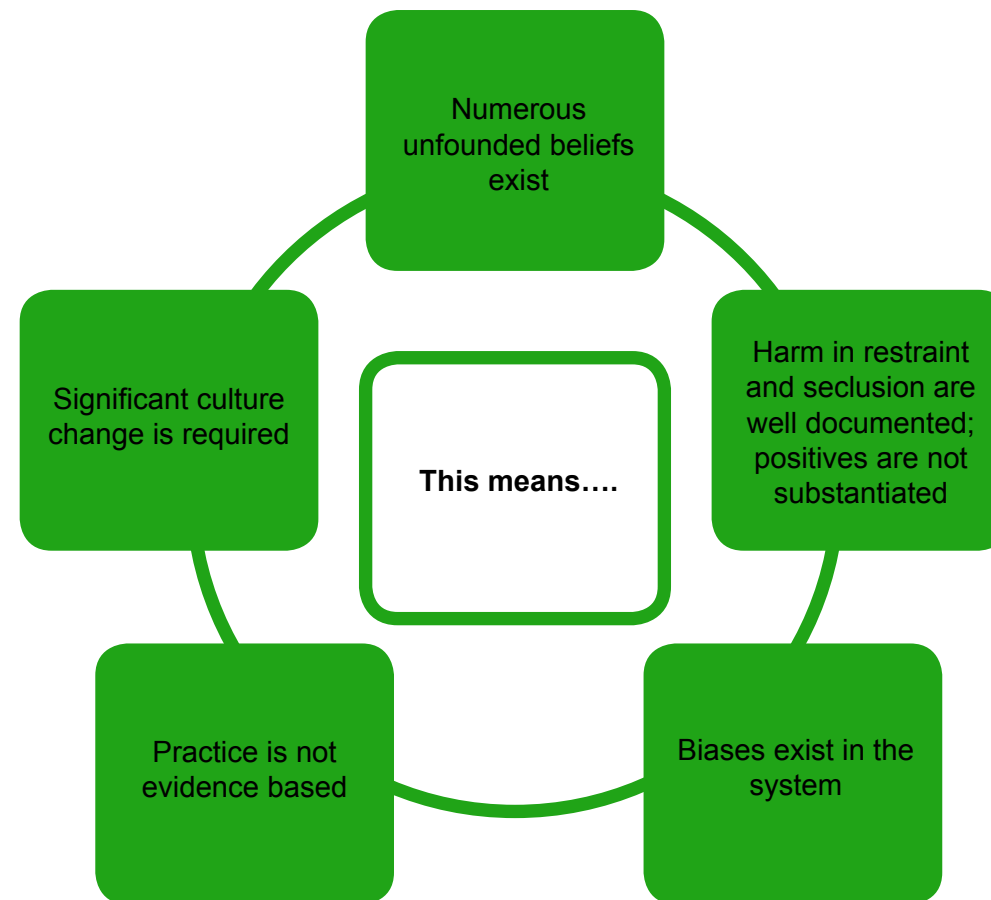 Numerous
unfounded beliefs
exist
Harm in restraint
and seclusion are
well documented;
positives are not
substantiated
Biases exist in the
system
Practice is not
evidence based
Significant culture
change is required
This means….